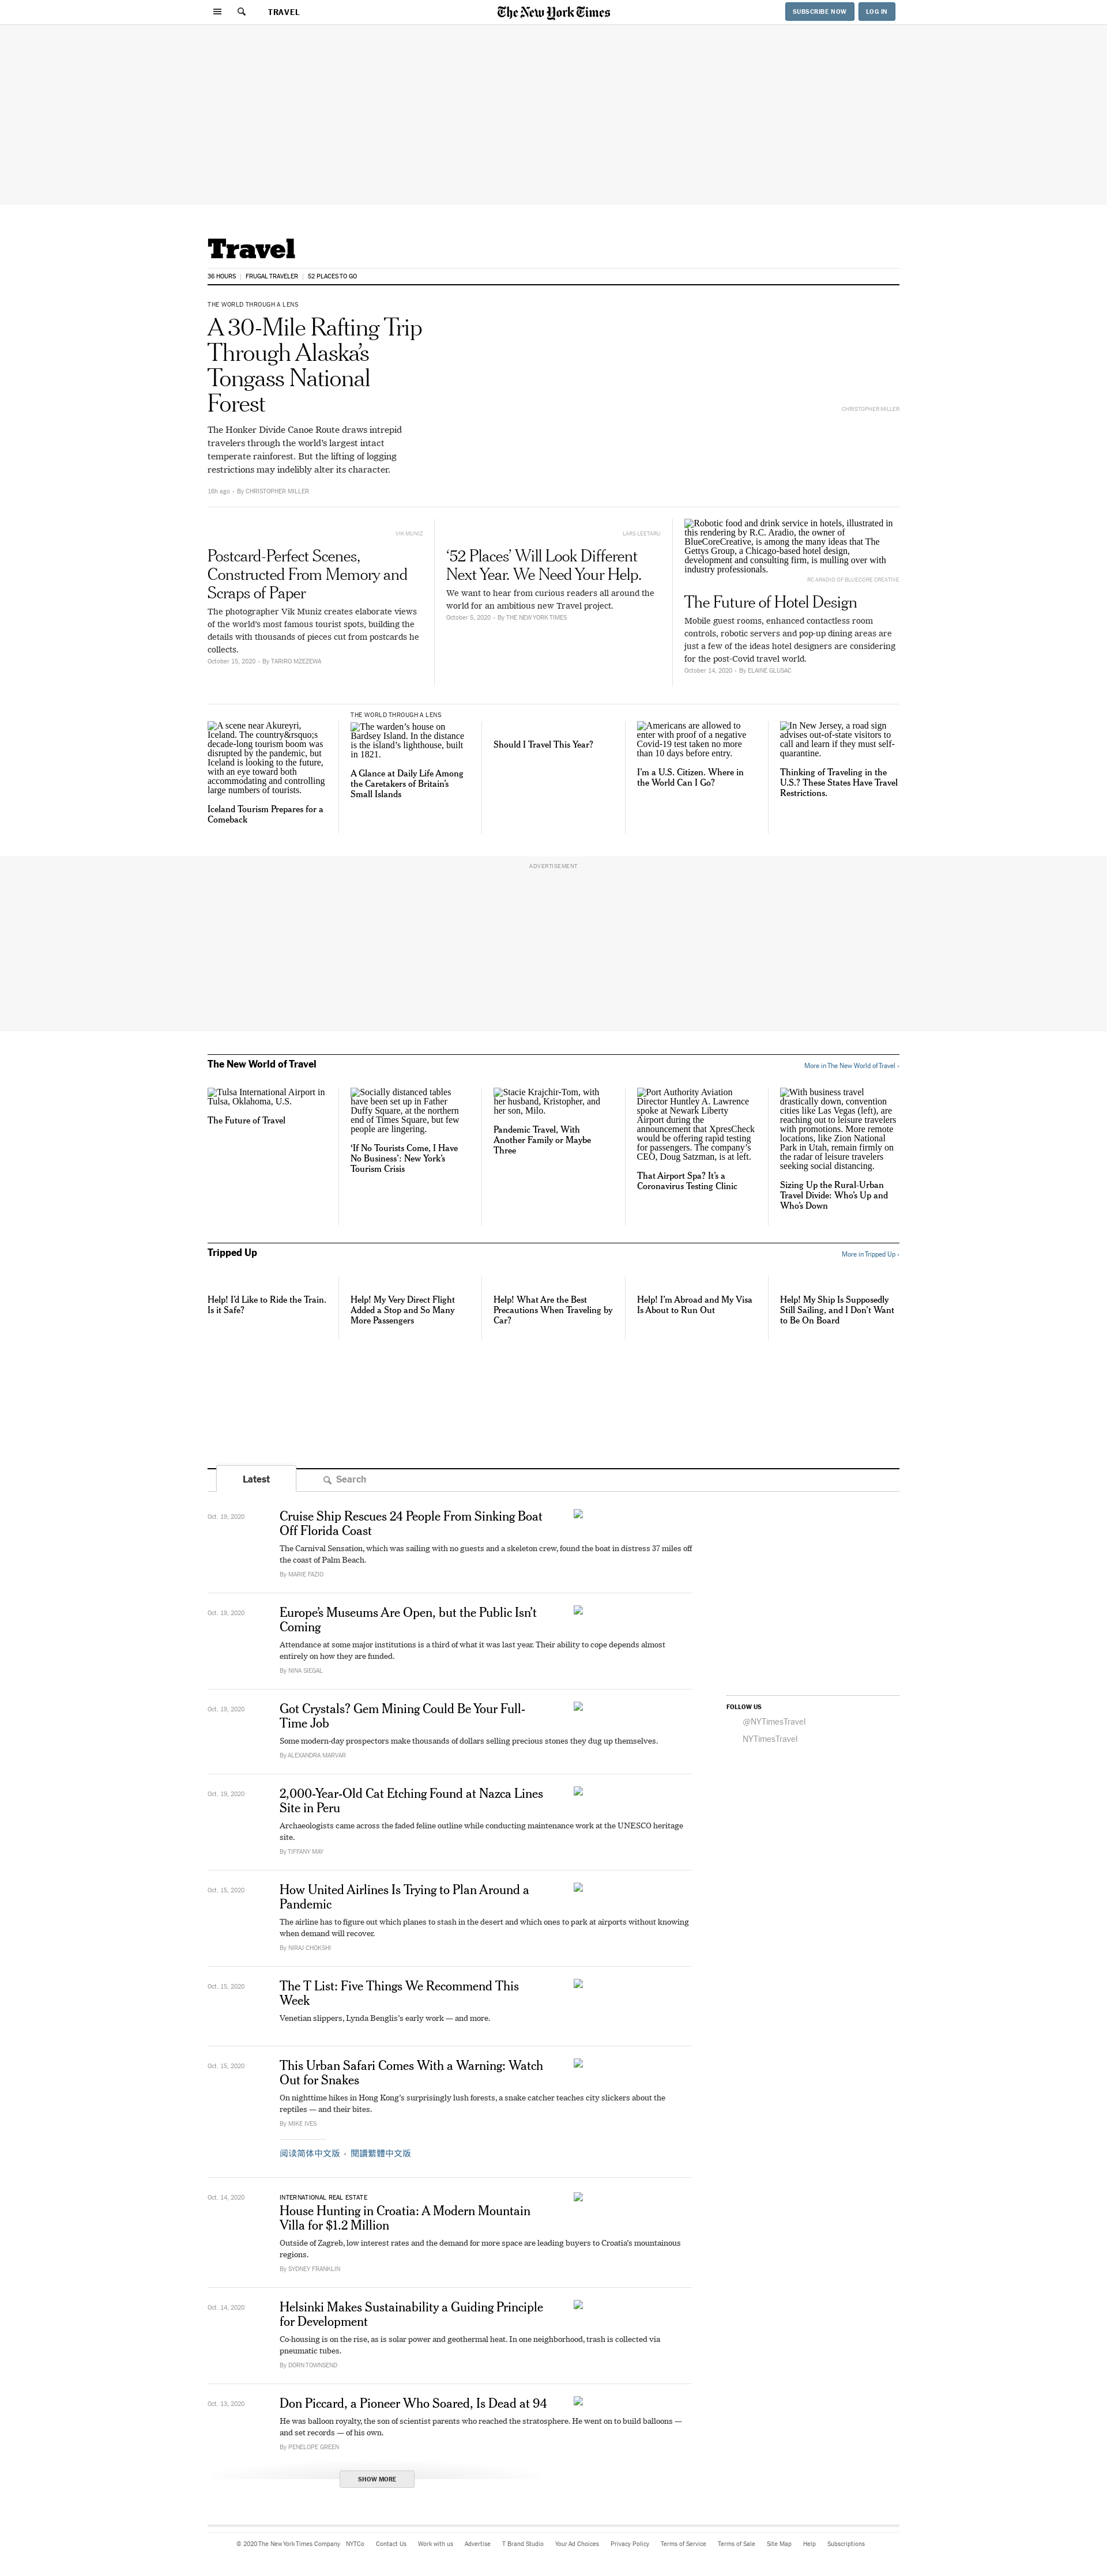 TRAVEL
The New York Times
SUBSCRIBE NOW
LOG IN
Travel
36 HOURS
FRUGAL TRAVELER
52 PLACES TO GO
THE WORLD THROUGH A LENS
A 30-Mile Rafting Trip
Through Alaska’s
Tongass National
Forest
CHRISTOPHER MILLER
The Honker Divide Canoe Route draws intrepid
travelers through the world’s largest intact
temperate rainforest. But the lifting of logging
restrictions may indelibly alter its character.
16h ago · By CHRISTOPHER MILLER
VIK MUNIZ
Postcard-Perfect Scenes,
Constructed From Memory and
Scraps of Paper
The photographer Vik Muniz creates elaborate views
of the world’s most famous tourist spots, building the
details with thousands of pieces cut from postcards he
collects.
October 15, 2020 · By TARIRO MZEZEWA
LARS LEETARU
‘52 Places’ Will Look Different
Next Year. We Need Your Help.
We want to hear from curious readers all around the
world for an ambitious new Travel project.
October 5, 2020 · By THE NEW YORK TIMES
Robotic food and drink service in hotels, illustrated in
this rendering by R.C. Aradio, the owner of
BlueCoreCreative, is among the many ideas that The
Gettys Group, a Chicago-based hotel design,
development and consulting firm, is mulling over with
industry professionals.
RC ARADIO OF BLUECORE CREATIVE
The Future of Hotel Design
Mobile guest rooms, enhanced contactless room
controls, robotic servers and pop-up dining areas are
just a few of the ideas hotel designers are considering
for the post-Covid travel world.
October 14, 2020 · By ELAINE GLUSAC
A scene near Akureyri,
Iceland. The country&rsquo;s
decade-long tourism boom was
disrupted by the pandemic, but
Iceland is looking to the future,
with an eye toward both
accommodating and controlling
large numbers of tourists.
Iceland Tourism Prepares for a
Comeback
THE WORLD THROUGH A LENS
The warden’s house on
Bardsey Island. In the distance
is the island’s lighthouse, built
in 1821.
A Glance at Daily Life Among
the Caretakers of Britain’s
Small Islands
Should I Travel This Year?
Americans are allowed to
enter with proof of a negative
Covid-19 test taken no more
than 10 days before entry.
I’m a U.S. Citizen. Where in
the World Can I Go?
In New Jersey, a road sign
advises out-of-state visitors to
call and learn if they must self-
quarantine.
Thinking of Traveling in the
U.S.? These States Have Travel
Restrictions.
ADVERTISEMENT
The New World of Travel
More in The New World of Travel ›
Tulsa International Airport in
Tulsa, Oklahoma, U.S.
The Future of Travel
Socially distanced tables
have been set up in Father
Duffy Square, at the northern
end of Times Square, but few
people are lingering.
‘If No Tourists Come, I Have
No Business’: New York’s
Tourism Crisis
Stacie Krajchir-Tom, with
her husband, Kristopher, and
her son, Milo.
Pandemic Travel, With
Another Family or Maybe
Three
Port Authority Aviation
Director Huntley A. Lawrence
spoke at Newark Liberty
Airport during the
announcement that XpresCheck
would be offering rapid testing
for passengers. The company’s
CEO, Doug Satzman, is at left.
That Airport Spa? It’s a
Coronavirus Testing Clinic
With business travel
drastically down, convention
cities like Las Vegas (left), are
reaching out to leisure travelers
with promotions. More remote
locations, like Zion National
Park in Utah, remain firmly on
the radar of leisure travelers
seeking social distancing.
Sizing Up the Rural-Urban
Travel Divide: Who’s Up and
Who’s Down
Tripped Up
More in Tripped Up ›
Help! I’d Like to Ride the Train.
Is it Safe?
Help! My Very Direct Flight
Added a Stop and So Many
More Passengers
Help! What Are the Best
Precautions When Traveling by
Car?
Help! I’m Abroad and My Visa
Is About to Run Out
Help! My Ship Is Supposedly
Still Sailing, and I Don’t Want
to Be On Board
Latest
Search
Oct. 19, 2020
Cruise Ship Rescues 24 People From Sinking Boat
Off Florida Coast
The Carnival Sensation, which was sailing with no guests and a skeleton crew, found the boat in distress 37 miles off
the coast of Palm Beach.
By MARIE FAZIO
Oct. 19, 2020
Europe’s Museums Are Open, but the Public Isn’t
Coming
Attendance at some major institutions is a third of what it was last year. Their ability to cope depends almost
entirely on how they are funded.
By NINA SIEGAL
Oct. 19, 2020
Got Crystals? Gem Mining Could Be Your Full-
Time Job
Some modern-day prospectors make thousands of dollars selling precious stones they dug up themselves.
By ALEXANDRA MARVAR
FOLLOW US
@NYTimesTravel
NYTimesTravel
Oct. 19, 2020
2,000-Year-Old Cat Etching Found at Nazca Lines
Site in Peru
Archaeologists came across the faded feline outline while conducting maintenance work at the UNESCO heritage
site.
By TIFFANY MAY
Oct. 15, 2020
How United Airlines Is Trying to Plan Around a
Pandemic
The airline has to figure out which planes to stash in the desert and which ones to park at airports without knowing
when demand will recover.
By NIRAJ CHOKSHI
Oct. 15, 2020
The T List: Five Things We Recommend This
Week
Venetian slippers, Lynda Benglis’s early work — and more.
Oct. 15, 2020
This Urban Safari Comes With a Warning: Watch
Out for Snakes
On nighttime hikes in Hong Kong’s surprisingly lush forests, a snake catcher teaches city slickers about the
reptiles — and their bites.
By MIKE IVES
阅读简体中文版 · 閱讀繁體中文版
Oct. 14, 2020
INTERNATIONAL REAL ESTATE
House Hunting in Croatia: A Modern Mountain
Villa for $1.2 Million
Outside of Zagreb, low interest rates and the demand for more space are leading buyers to Croatia’s mountainous
regions.
By SYDNEY FRANKLIN
Oct. 14, 2020
Helsinki Makes Sustainability a Guiding Principle
for Development
Co-housing is on the rise, as is solar power and geothermal heat. In one neighborhood, trash is collected via
pneumatic tubes.
By DORN TOWNSEND
Oct. 13, 2020
Don Piccard, a Pioneer Who Soared, Is Dead at 94
He was balloon royalty, the son of scientist parents who reached the stratosphere. He went on to build balloons —
and set records — of his own.
By PENELOPE GREEN
SHOW MORE
© 2020 The New York Times Company
NYTCo
Contact Us
Work with us
Advertise
T Brand Studio
Your Ad Choices
Privacy Policy
Terms of Service
Terms of Sale
Site Map
Help
Subscriptions